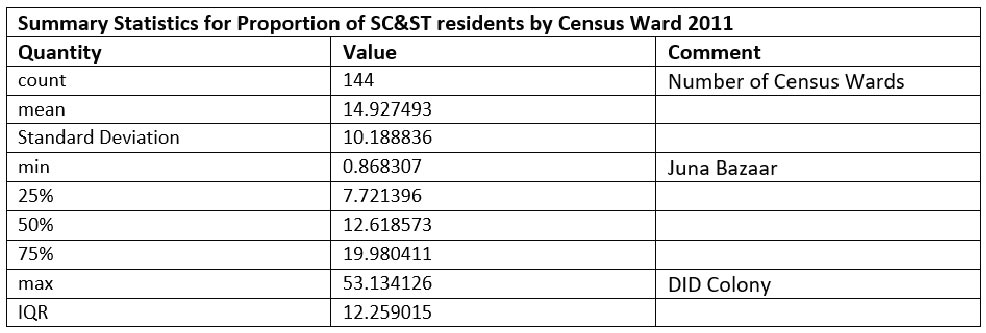 Summary Statistics for Proportion of SC&ST residents by Census Ward 2011
Quantity Value Comment
count 144 Number of Census Wards
mean 14.927493
Standard Deviation 10.188836
min 0.868307 Juna Bazaar
25% 7.721396
50% 12.618573
75% 19.980411
max 53.134126 DID Colony
IQR 12.259015